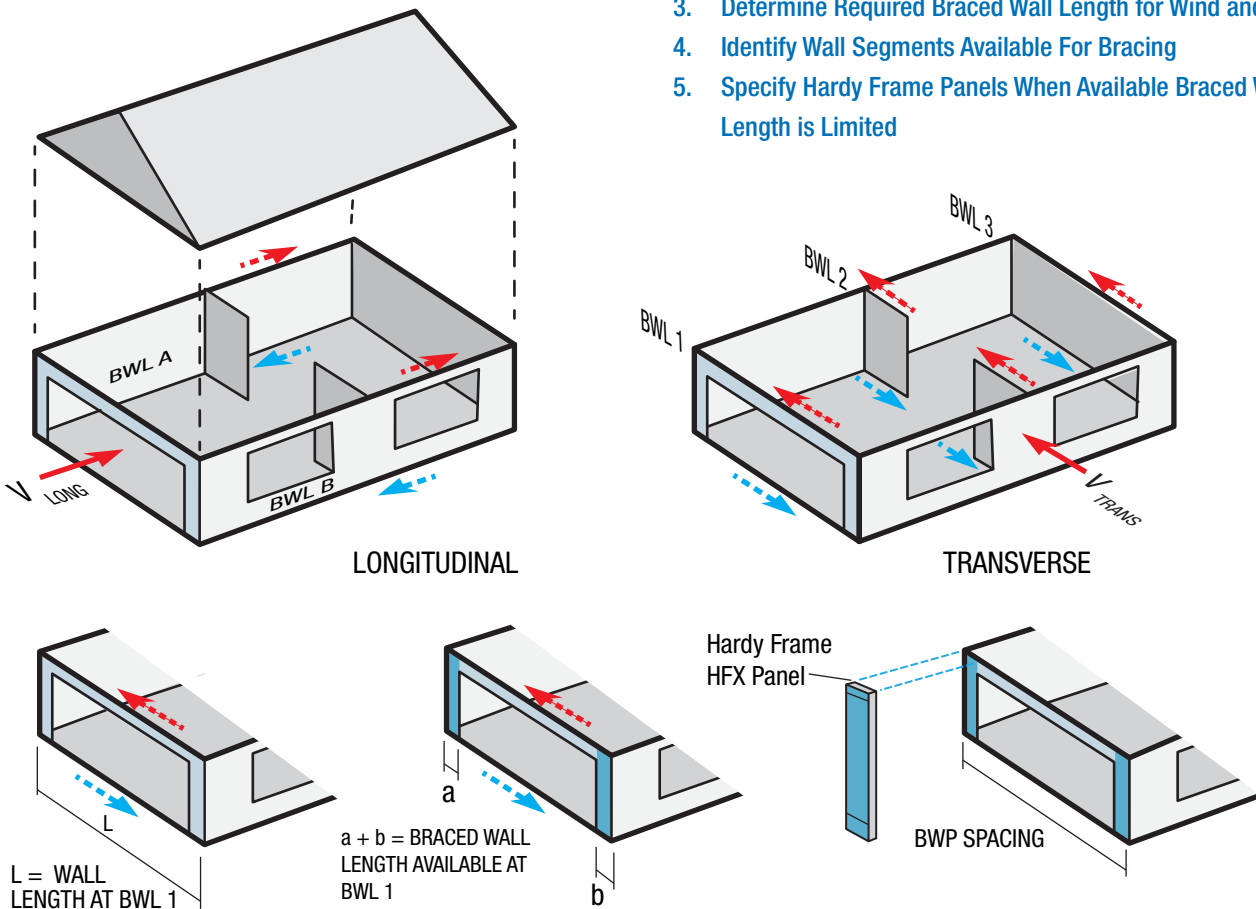 3. Determine Required Braced Wall Length for Wind and
4. Identify Wall Segments Available For Bracing
5. Specify Hardy Frame Panels When Available Braced
Length is Limited
BWL A
BWL B
V LONG
LONGITUDINAL
BWL 1
BWL 2
BWL 3
V TRANS
TRANSVERSE
L
L = WALL
LENGTH AT BWL 1
a
b
a + b = BRACED WALL
LENGTH AVAILABLE AT
BWL 1
Hardy Frame
HFX Panel
BWP SPACING